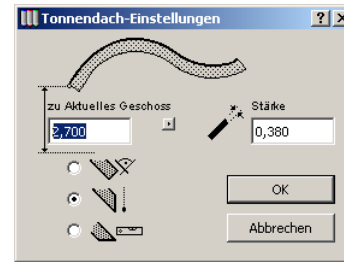 Tonnendach-Einstellungen
zu Aktuelles Geschoss
2,700
Stärke
0,380
OK
Abbrechen